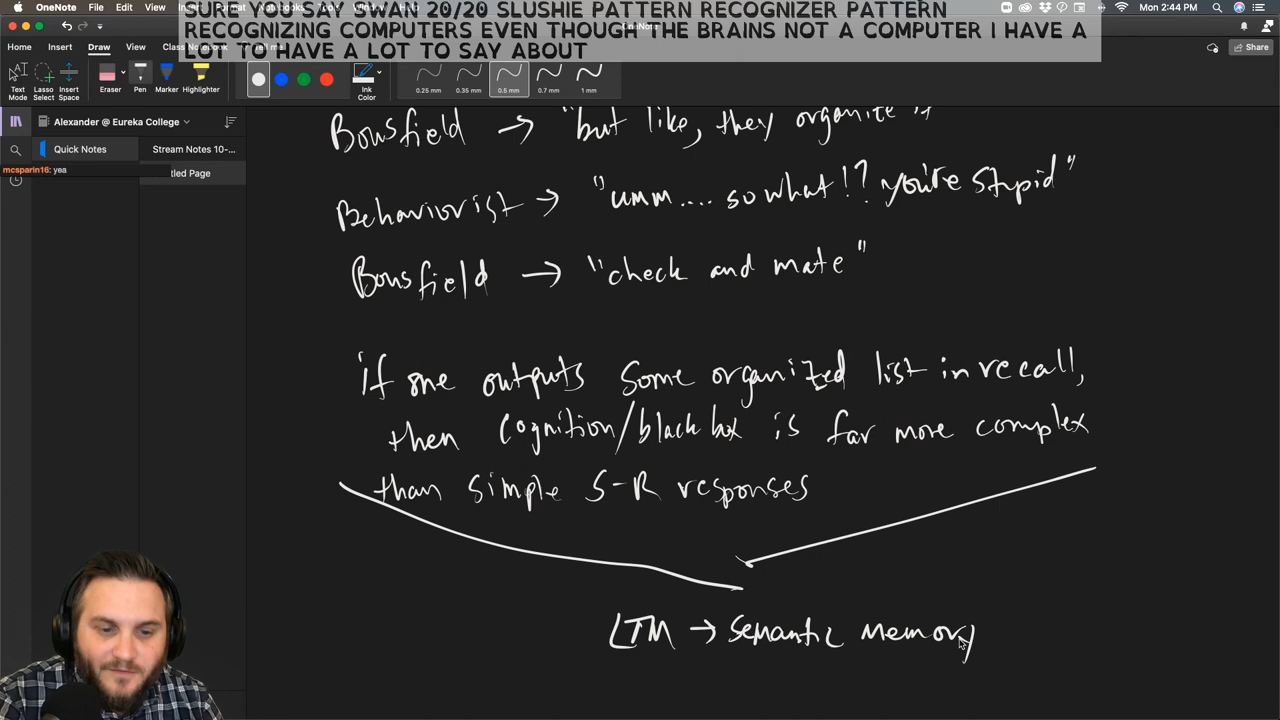 SURE YOU SAY SWAN 20/20 SLUSHIE PATTERN RECOGNIZER PATTERN
RECOGNIZING COMPUTERS EVEN THOUGH THE BRAINS NOT A COMPUTER I HAVE A
LOT TO HAVE A LOT TO SAY ABOUT
OneNote File Edit View
Mon 2:44 PM
Home Insert Draw View
Share
Text Mode
Lasso Select
Insert Space
Eraser
Pen
Marker
Highlighter
Ink Color
0.25 mm 0.35 mm 0.5 mm 0.7 mm 1 mm
Alexander @ Eureka College
Quick Notes
Stream Notes 10-...
mcsparin16: yea
tled Page
Bousfield → "but like, they organize it
Behaviorist → "umm.... so what!? you're stupid"
Bousfield → "check and mate"
if one outputs some organized list in recall,
then cognition/black box is far more complex
than simple S-R responses
LTM → Semantic Memory